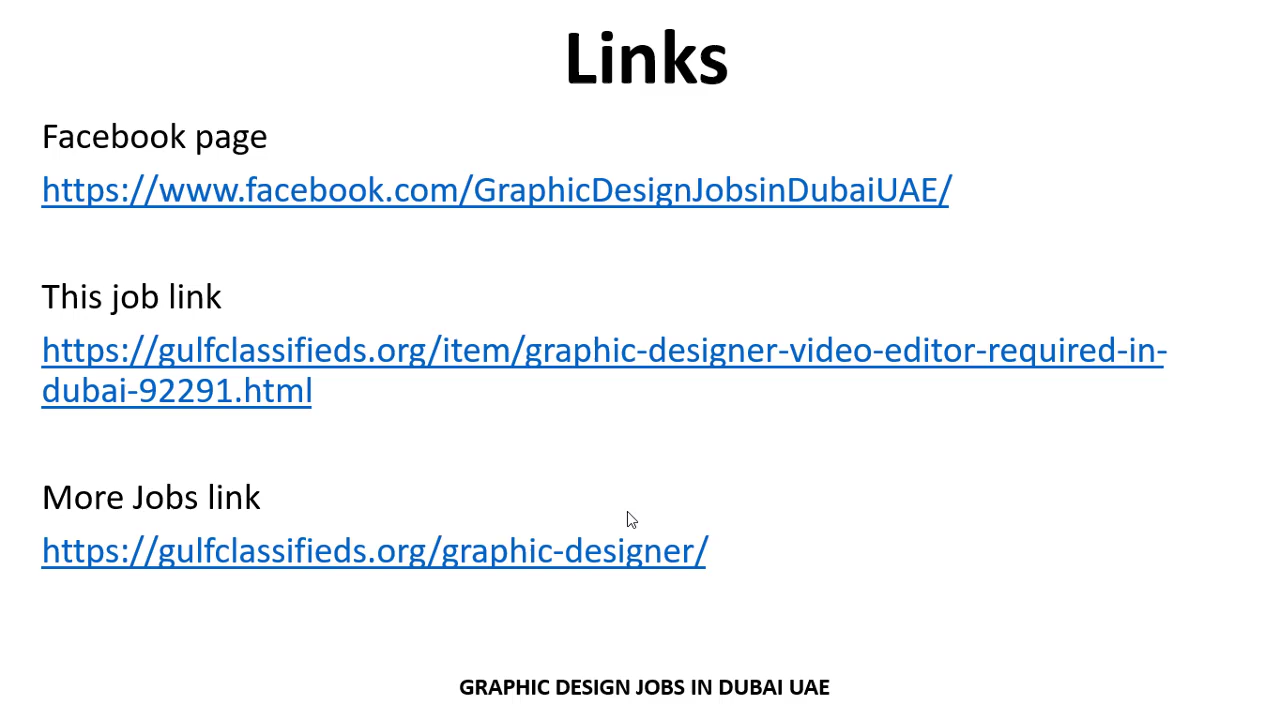 Links
Facebook page
https://www.facebook.com/GraphicDesignJobsinDubaiUAE/
This job link
https://gulfclassifieds.org/item/graphic-designer-video-editor-required-in-
dubai-92291.html
More Jobs link
https://gulfclassifieds.org/graphic-designer/
GRAPHIC DESIGN JOBS IN DUBAI UAE